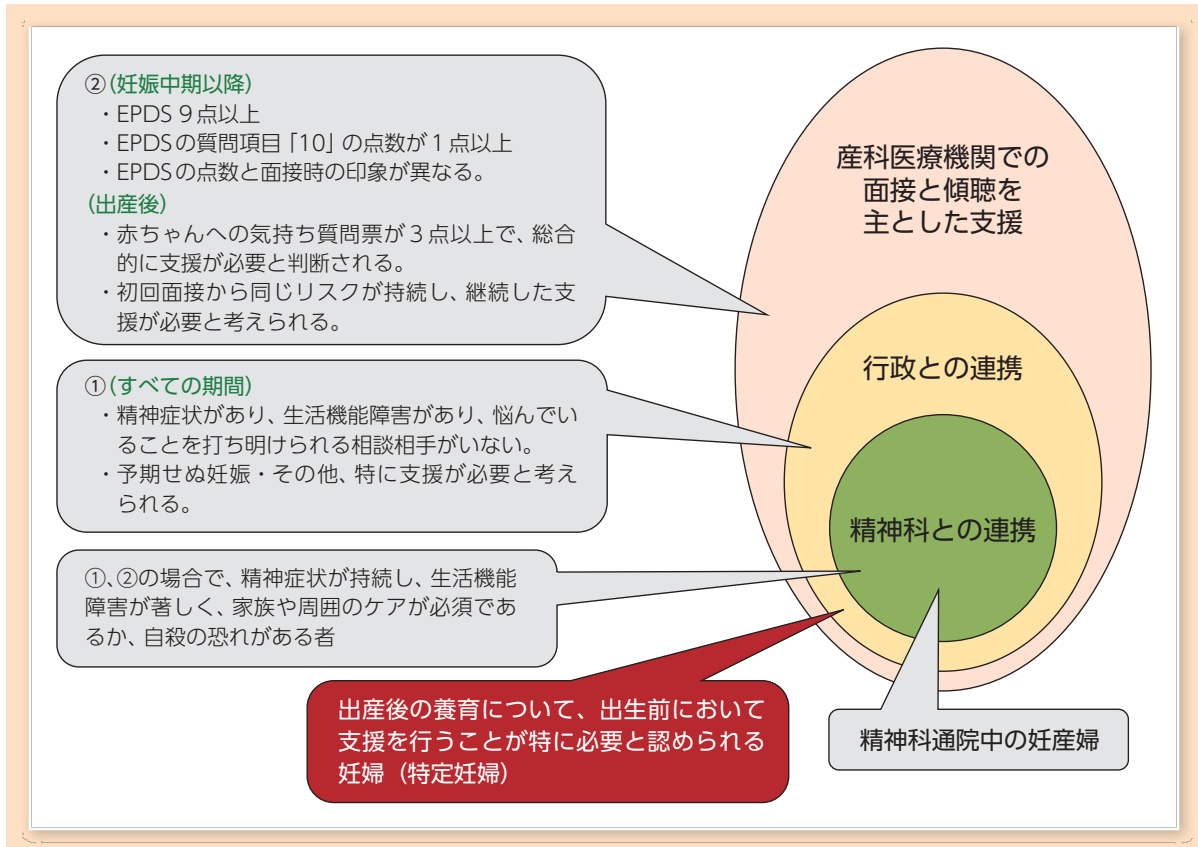 ②(妊娠中期以降)
・EPDS 9点以上
・EPDSの質問項目「10」の点数が1点以上
・EPDSの点数と面接時の印象が異なる。
(出産後)
・赤ちゃんへの気持ち質問票が3点以上で、総合
的に支援が必要と判断される。
・初回面接から同じリスクが持続し、継続した支
援が必要と考えられる。
①(すべての期間)
・精神症状があり、生活機能障害があり、悩んでい
ることを打ち明けられる相談相手がいない。
・予期せぬ妊娠・その他、特に支援が必要と考え
られる。
①、②の場合で、精神症状が持続し、生活機能
障害が著しく、家族や周囲のケアが必須であ
るか、自殺の恐れがある者
出産後の養育について、出生前において
支援を行うことが特に必要と認められる
妊婦(特定妊婦)
産科医療機関での
面接と傾聴を
主とした支援
行政との連携
精神科との連携
精神科通院中の妊産婦